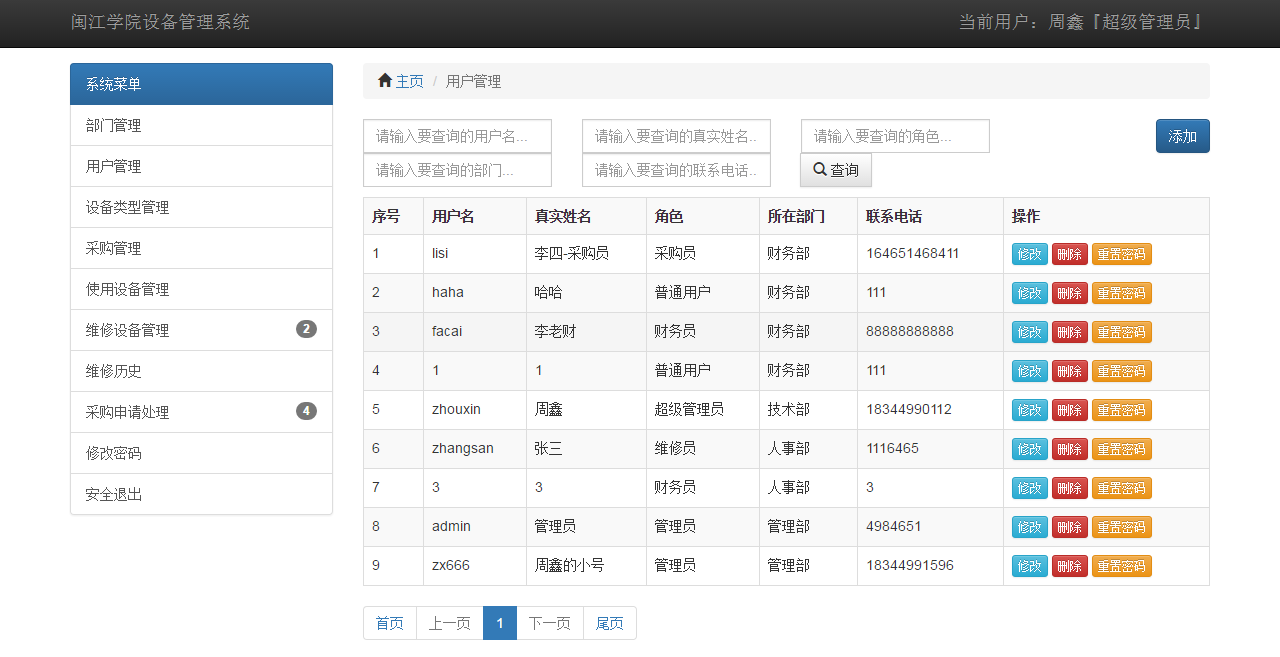 闽江学院设备管理系统 当前用户：周鑫『超级管理员』
系统菜单
部门管理
用户管理
设备类型管理
采购管理
使用设备管理
维修设备管理 2
维修历史
采购申请处理 4
修改密码
安全退出
主页 / 用户管理
请输入要查询的用户名... 请输入要查询的真实姓名.. 请输入要查询的角色... 添加
请输入要查询的部门... 请输入要查询的联系电话.. 查询
序号 用户名 真实姓名 角色 所在部门 联系电话 操作
1 lisi 李四-采购员 采购员 财务部 164651468411 修改 删除 重置密码
2 haha 哈哈 普通用户 财务部 111 修改 删除 重置密码
3 facai 李老财 财务员 财务部 88888888888 修改 删除 重置密码
4 1 1 普通用户 财务部 111 修改 删除 重置密码
5 zhouxin 周鑫 超级管理员 技术部 18344990112 修改 删除 重置密码
6 zhangsan 张三 维修员 人事部 1116465 修改 删除 重置密码
7 3 3 财务员 人事部 3 修改 删除 重置密码
8 admin 管理员 管理员 管理部 4984651 修改 删除 重置密码
9 zx666 周鑫的小号 管理员 管理部 18344991596 修改 删除 重置密码
首页 上一页 1 下一页 尾页